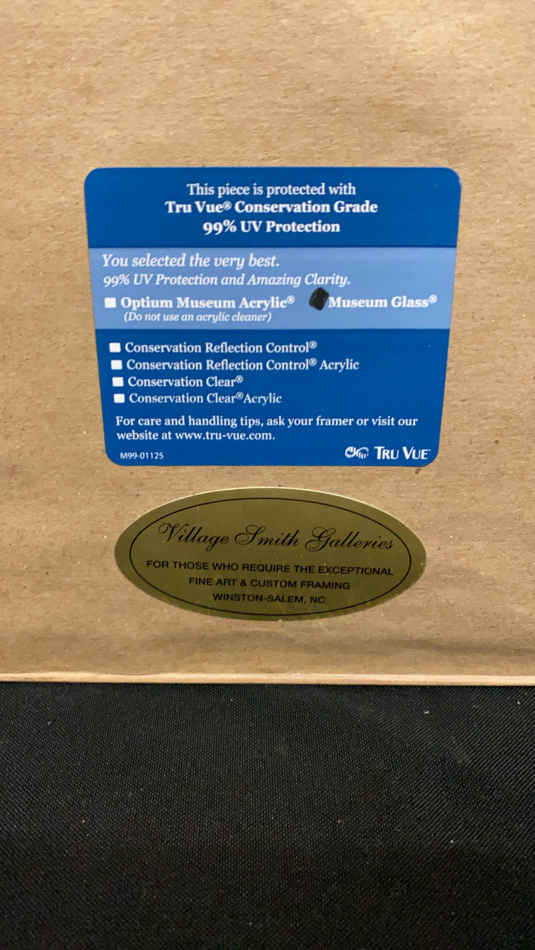 This piece is protected with
Tru Vue® Conservation Grade
99% UV Protection
You selected the very best.
99% UV Protection and Amazing Clarity.
Optium Museum Acrylic® Museum Glass®
(Do not use an acrylic cleaner)
Conservation Reflection Control®
Conservation Reflection Control® Acrylic
Conservation Clear®
Conservation Clear®Acrylic
For care and handling tips, ask your framer or visit our
website at www.tru-vue.com.
M99-01125 TRU VUE
Village Smith Galleries
FOR THOSE WHO REQUIRE THE EXCEPTIONAL
FINE ART & CUSTOM FRAMING
WINSTON-SALEM, NC